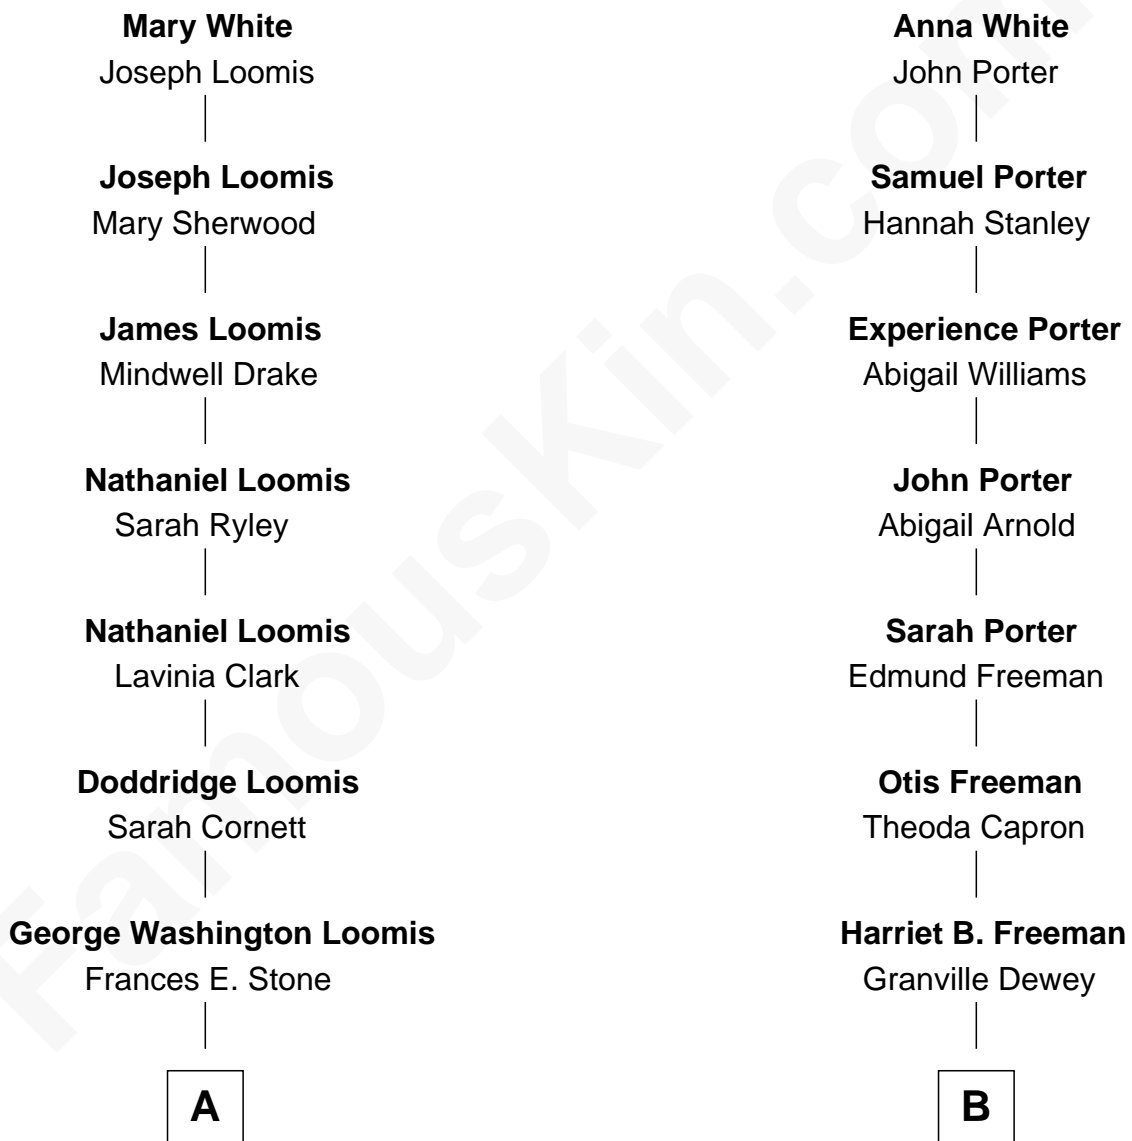 Mary White
Joseph Loomis
Joseph Loomis
Mary Sherwood
James Loomis
Mindwell Drake
Nathaniel Loomis
Sarah Ryley
Nathaniel Loomis
Lavinia Clark
Doddridge Loomis
Sarah Cornett
George Washington Loomis
Frances E. Stone
A
Anna White
John Porter
Samuel Porter
Hannah Stanley
Experience Porter
Abigail Williams
John Porter
Abigail Arnold
Sarah Porter
Edmund Freeman
Otis Freeman
Theoda Capron
Harriet B. Freeman
Granville Dewey
B
FamousKin.com